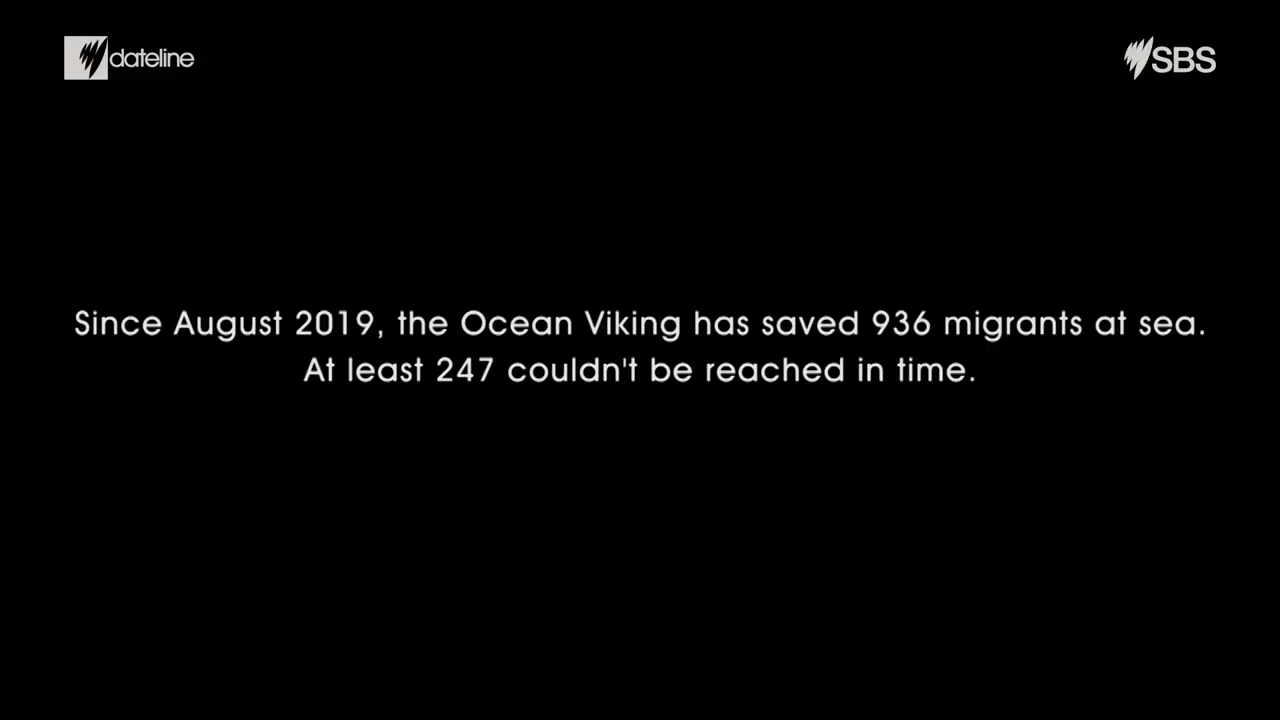 dateline
SBS
Since August 2019, the Ocean Viking has saved 936 migrants at sea.
At least 247 couldn't be reached in time.